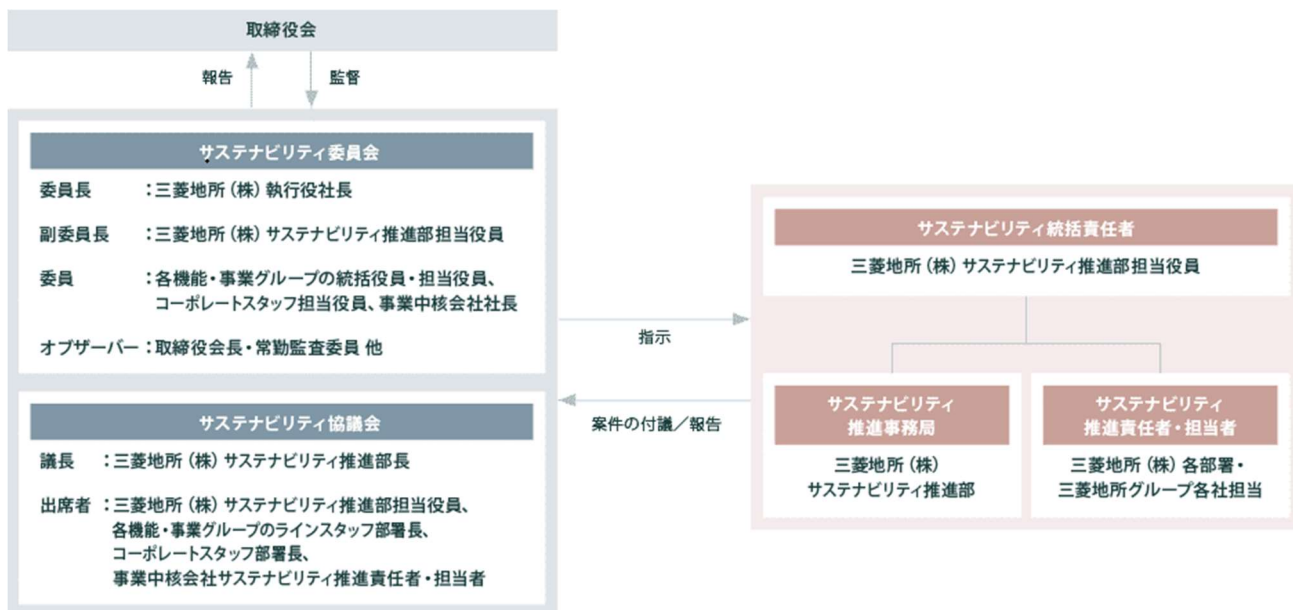 取締役会
報告
監督
サステナビリティ委員会
委員長 ：三菱地所（株）執行役社長
副委員長 ：三菱地所（株）サステナビリティ推進部担当役員
委員 ：各機能・事業グループの統括役員・担当役員、
コーポレートスタッフ担当役員、事業中核会社社長
オブザーバー ：取締役会長・常勤監査委員 他
サステナビリティ協議会
議長 ：三菱地所（株）サステナビリティ推進部長
出席者 ：三菱地所（株）サステナビリティ推進部担当役員、
各機能・事業グループのラインスタッフ部署長、
コーポレートスタッフ部署長、
事業中核会社サステナビリティ推進責任者・担当者
指示
案件の付議／報告
サステナビリティ統括責任者
三菱地所（株）サステナビリティ推進部担当役員
サステナビリティ
推進事務局
三菱地所（株）
サステナビリティ推進部
サステナビリティ
推進責任者・担当者
三菱地所（株）各部署・
三菱地所グループ各社担当